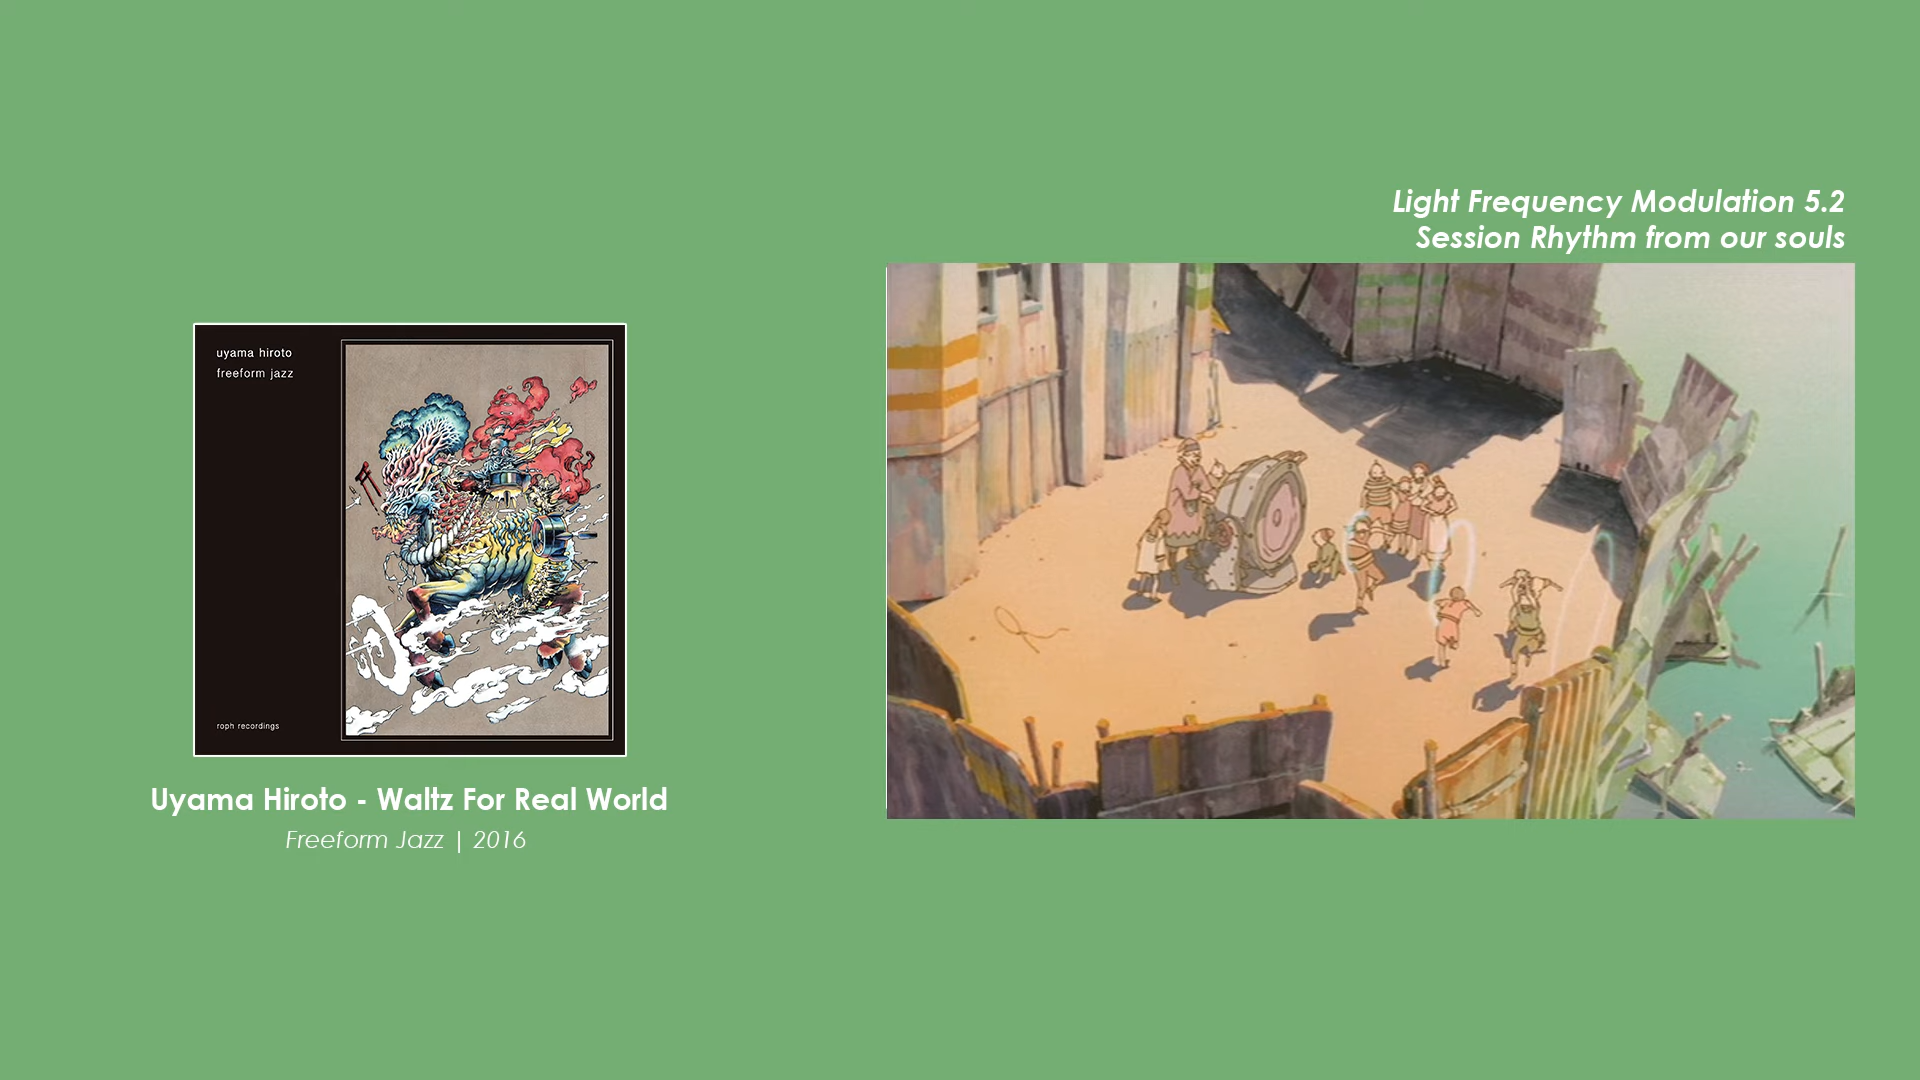 Light Frequency Modulation 5.2
Session Rhythm from our souls
uyama hiroto
freeform jazz
roph recordings
Uyama Hiroto - Waltz For Real World
Freeform Jazz | 2016